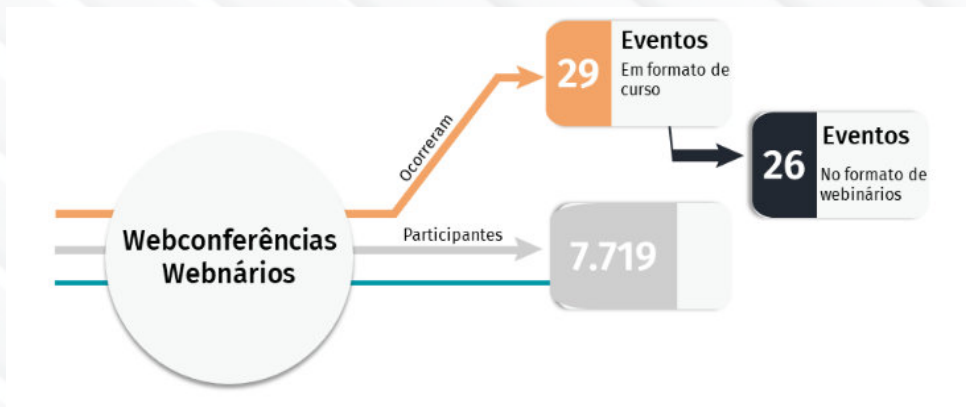 Webconferências
Webnários
Ocorreram
29
Eventos
Em formato de
curso
26
Eventos
No formato de
webinários
Participantes
7.719